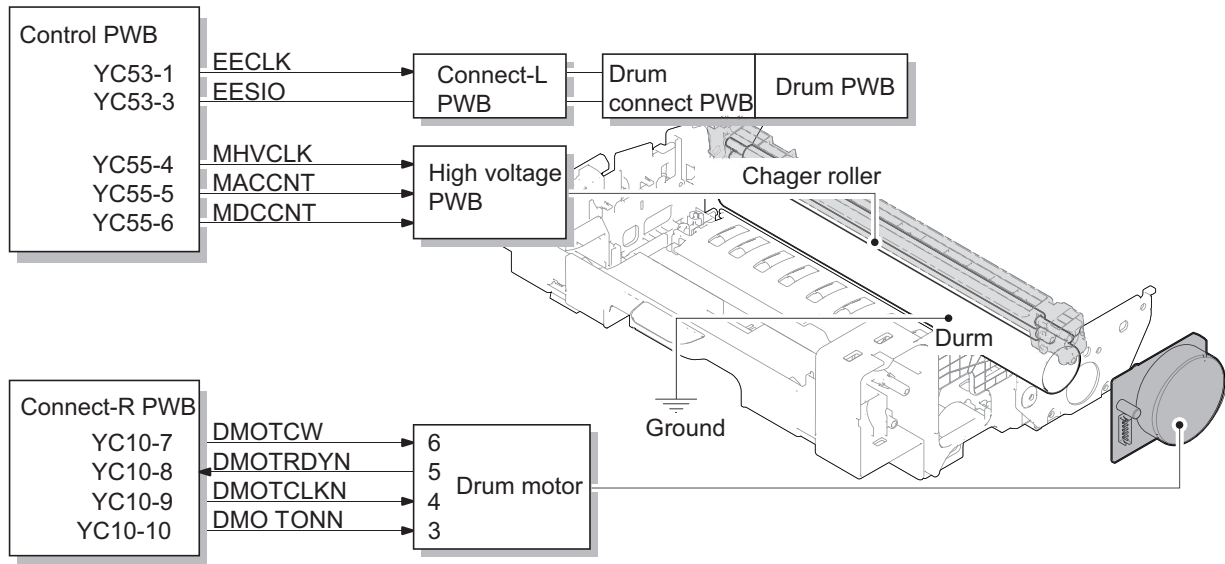 Control PWB
YC53-1 EECLK
YC53-3 EESIO
Connect-L
PWB
Drum
connect PWB
Drum PWB
YC55-4 MHVCLK
YC55-5 MACCNT
YC55-6 MDCCNT
High voltage
PWB
Chager roller
Durm
Ground
Connect-R PWB
YC10-7 DMOTCW 6
YC10-8 DMOTRDYN 5
YC10-9 DMOTCLKN 4
YC10-10 DMO TONN 3
Drum motor